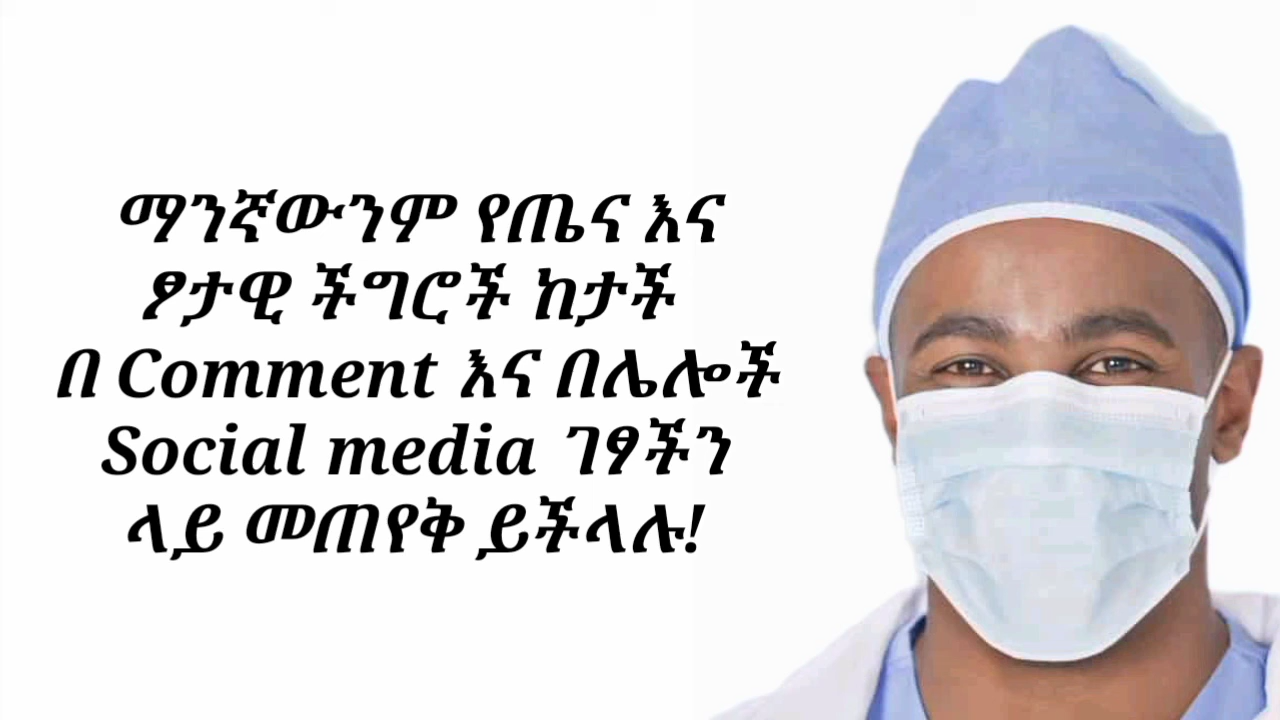 ማንኛውንም የጤና እና
ፆታዊ ችግሮች ከታች
በ Comment እና በሌሎች
Social media ገፃችን
ላይ መጠየቅ ይችላሉ!